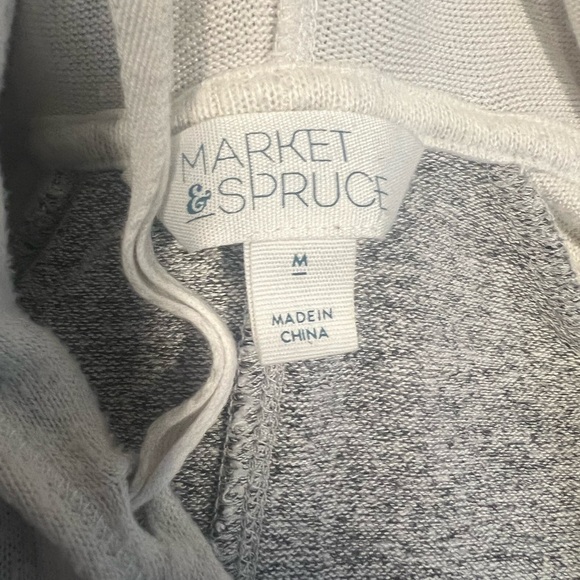 MARKET
& SPRUCE
M
MADE IN
CHINA